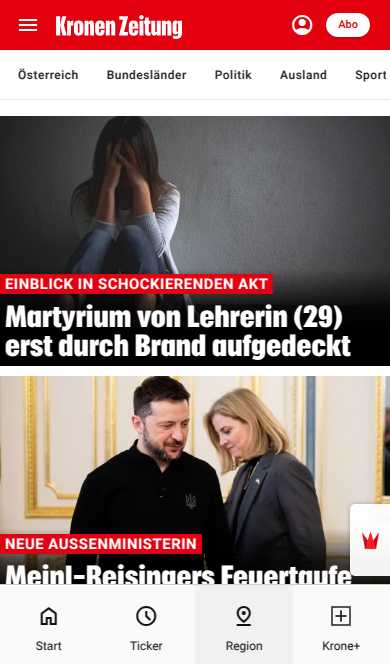 Kronen Zeitung
Abo
Österreich Bundesländer Politik Ausland Sport
EINBLICK IN SCHOCKIERENDEN AKT
Martyrium von Lehrerin (29)
erst durch Brand aufgedeckt
NEUE AUSSENMINISTERIN
Meinl-Reisingers Feuertaufe
Start Ticker Region Krone+